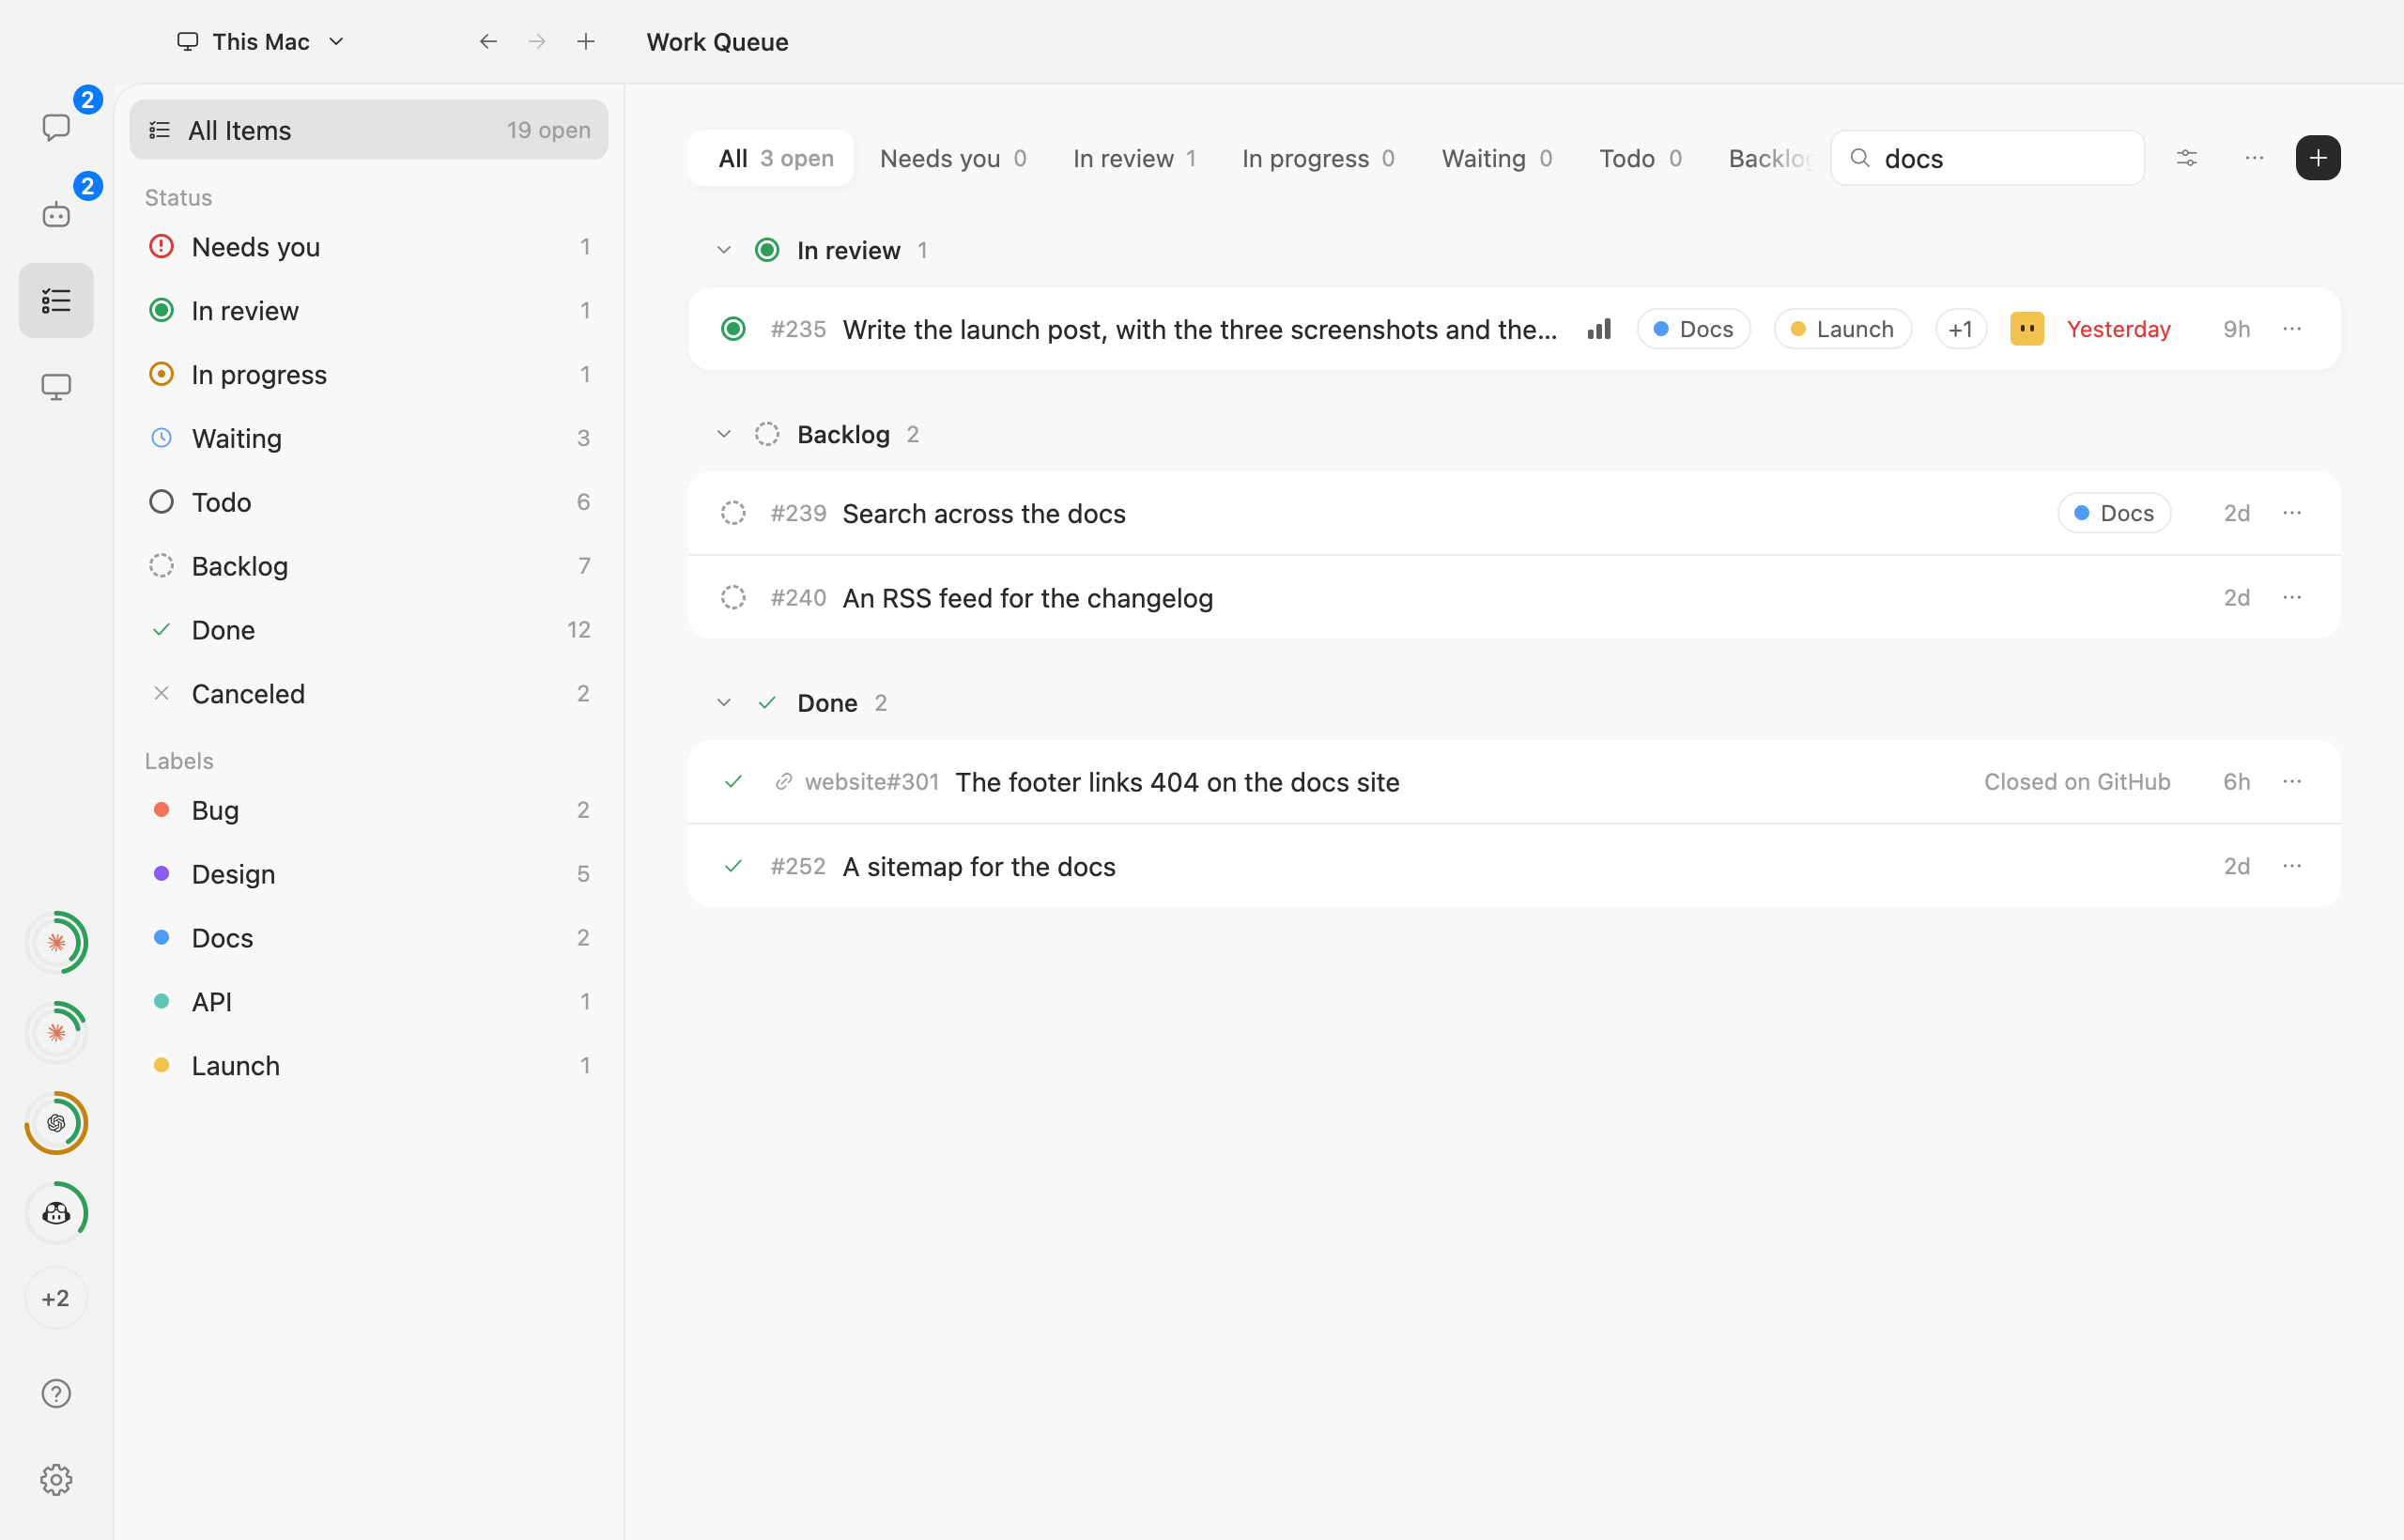 This Mac
Work Queue
2
2
All Items 19 open
Status
Needs you 1
In review 1
In progress 1
Waiting 3
Todo 6
Backlog 7
Done 12
Canceled 2
Labels
Bug 2
Design 5
Docs 2
API 1
Launch 1
+2
All 3 open Needs you 0 In review 1 In progress 0 Waiting 0 Todo 0 Backlog docs
In review 1
#235 Write the launch post, with the three screenshots and the... Docs Launch +1 Yesterday 9h
Backlog 2
#239 Search across the docs Docs 2d
#240 An RSS feed for the changelog 2d
Done 2
website#301 The footer links 404 on the docs site Closed on GitHub 6h
#252 A sitemap for the docs 2d